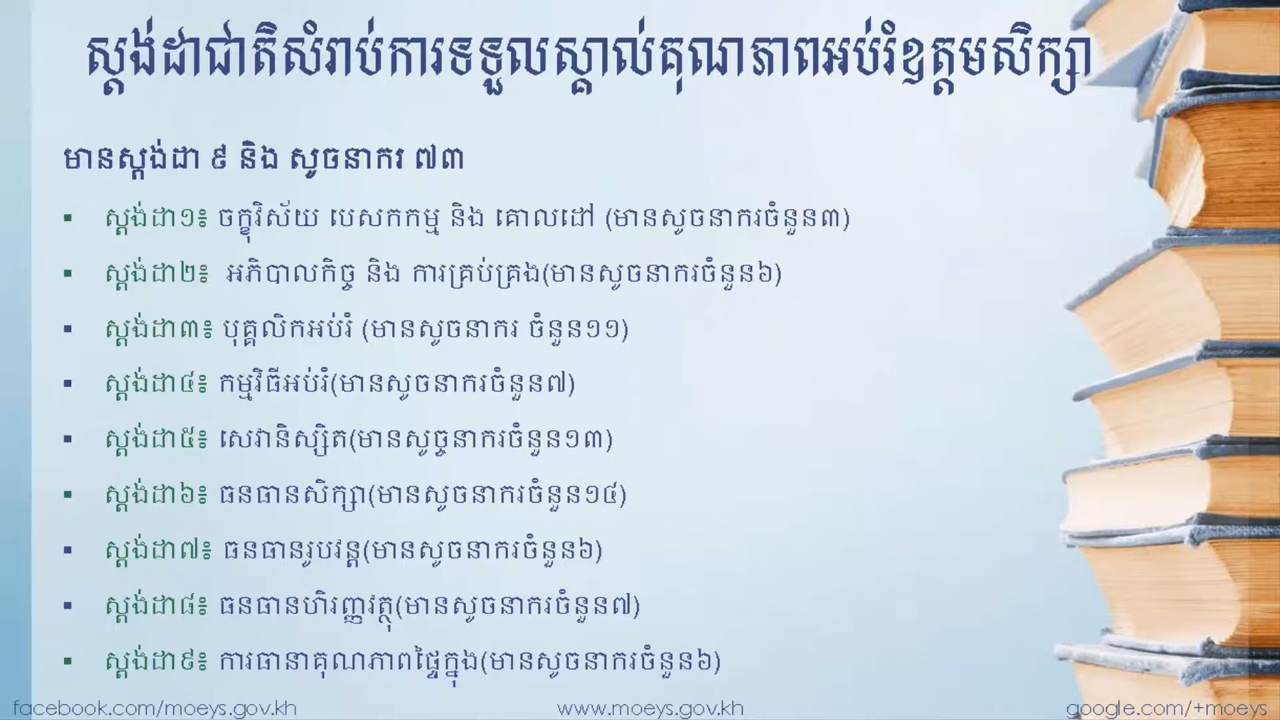 ស្តង់ដាជាតិសំរាប់ការទទួលស្គាល់គុណភាពអប់រំឧត្តមសិក្សា
មានស្តង់ដា ៩ និង សូចនាករ ៧៣
▪ ស្តង់ដា១៖ ចក្ខុវិស័យ បេសកកម្ម និង គោលដៅ (មានសូចនាករចំនួន៣)
▪ ស្តង់ដា២៖ អភិបាលកិច្ច និង ការគ្រប់គ្រង(មានសូចនាករចំនួន៦)
▪ ស្តង់ដា៣៖ បុគ្គលិកអប់រំ (មានសូចនាករ ចំនួន១១)
▪ ស្តង់ដា៤៖ កម្មវិធីអប់រំ(មានសូចនាករចំនួន៧)
▪ ស្តង់ដា៥៖ សេវានិស្សិត(មានសូច្ចនាករចំនួន១៣)
▪ ស្តង់ដា៦៖ ធនធានសិក្សា(មានសូចនាករចំនួន១៤)
▪ ស្តង់ដា៧៖ ធនធានរូបវន្ត(មានសូចនាករចំនួន៦)
▪ ស្តង់ដា៨៖ ធនធានហិរញ្ញវត្ថុ(មានសូចនាករចំនួន៧)
▪ ស្តង់ដា៩៖ ការធានាគុណភាពផ្ទៃក្នុង(មានសូចនាករចំនួន៦)
facebook.com/moeys.gov.kh www.moeys.gov.kh google.com/+moeys